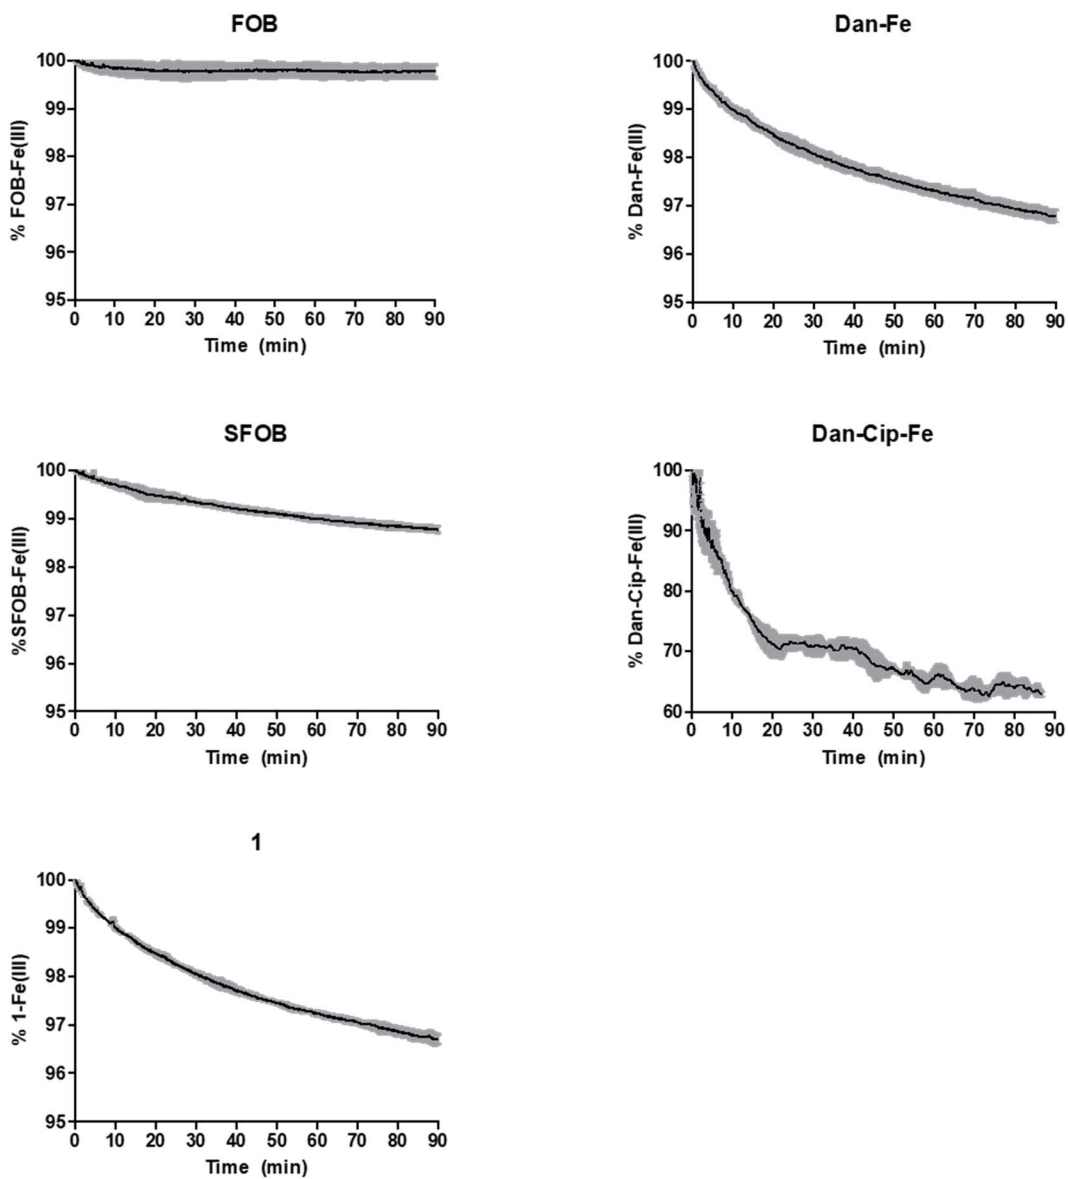 FOB
100
99
98
97
96
95
% FOB-Fe(III)
0 10 20 30 40 50 60 70 80 90
Time (min)
Dan-Fe
100
99
98
97
96
95
% Dan-Fe(III)
0 10 20 30 40 50 60 70 80 90
Time (min)
SFOB
100
99
98
97
96
95
%SFOB-Fe(III)
0 10 20 30 40 50 60 70 80 90
Time (min)
Dan-Cip-Fe
100
90
80
70
60
% Dan-Cip-Fe(III)
0 10 20 30 40 50 60 70 80 90
Time (min)
1
100
99
98
97
96
95
% 1-Fe(III)
0 10 20 30 40 50 60 70 80 90
Time (min)